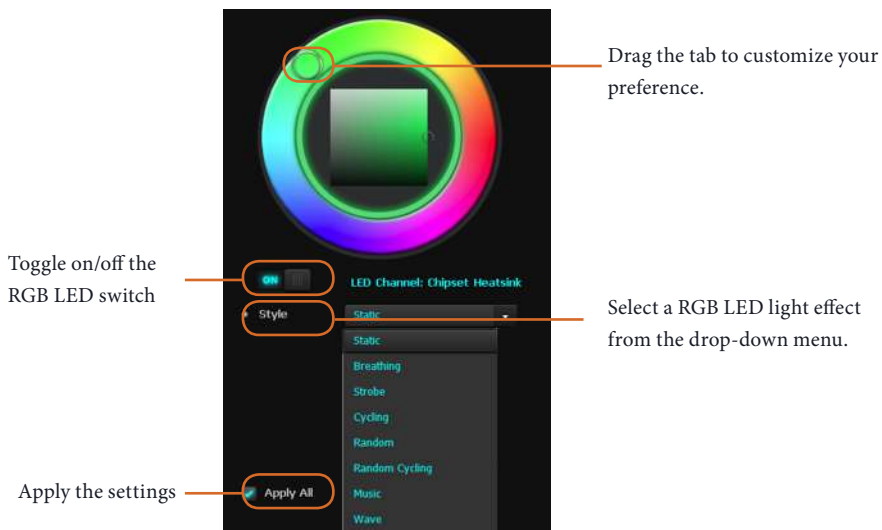 Drag the tab to customize your
preference.
Toggle on/off the
RGB LED switch
ON
LED Channel: Chipset Heatsink
Style
Static
Select a RGB LED light effect
from the drop-down menu.
Static
Breathing
Strobe
Cycling
Random
Random Cycling
Apply the settings
Apply All
Music
Wave